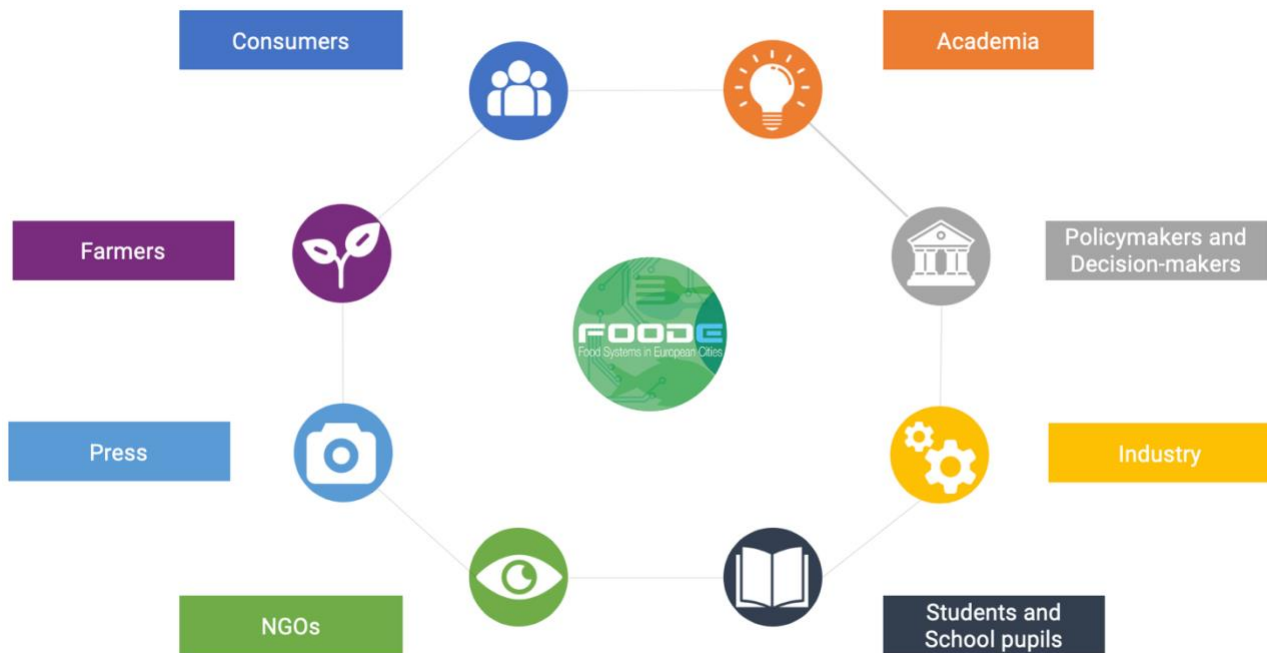 Consumers
Academia
Farmers
Policymakers and
Decision-makers
FOODE
Food Systems in European Cities
Press
Industry
NGOs
Students and
School pupils